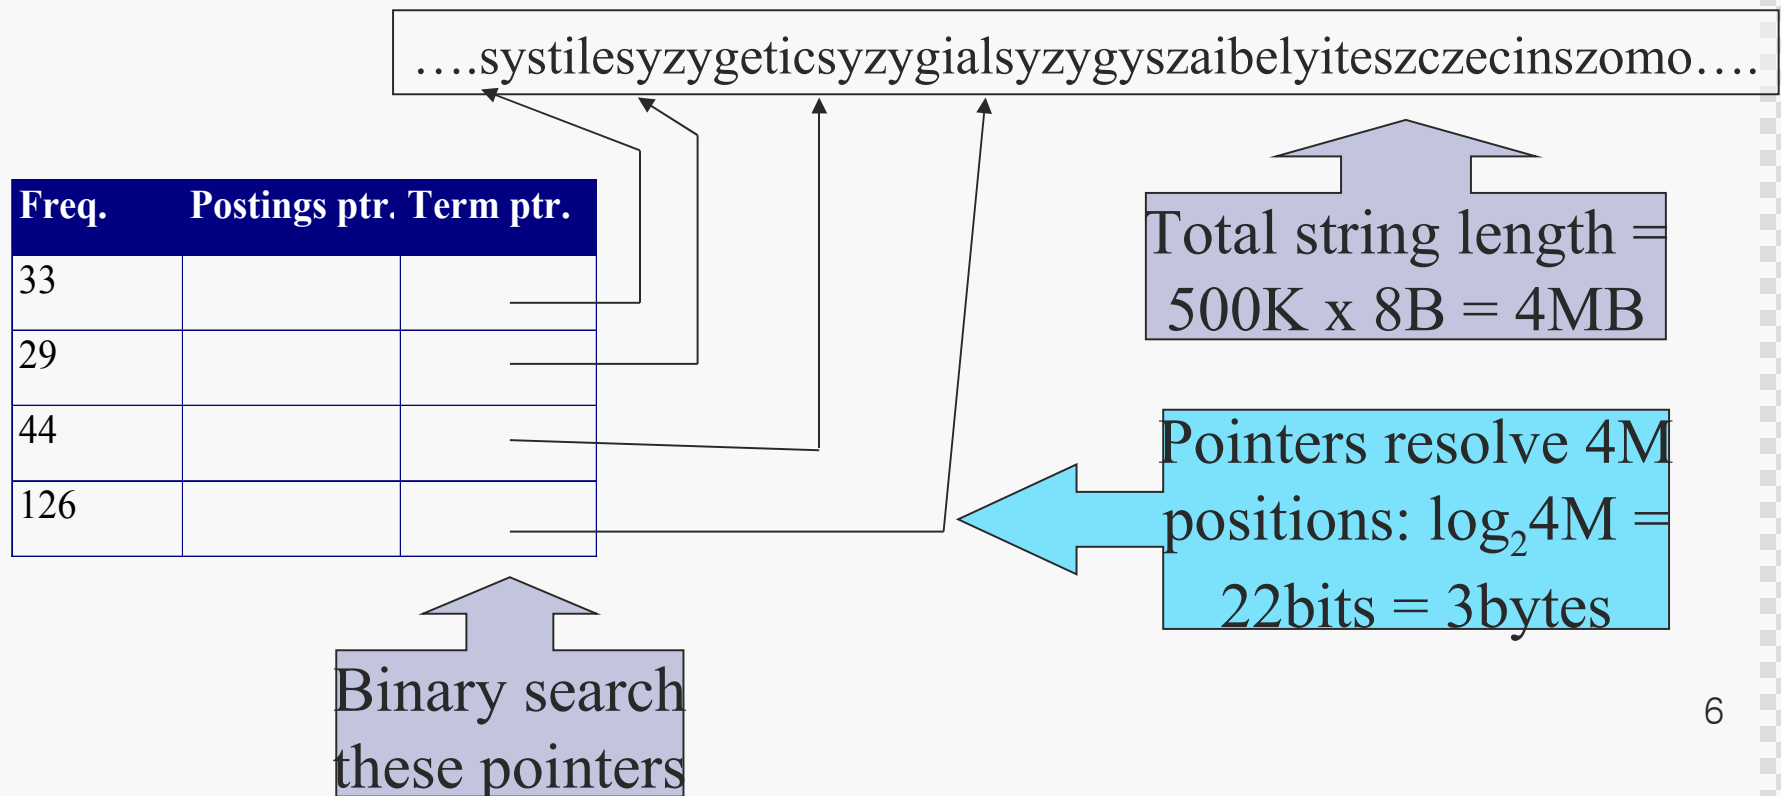 ….systilesyzygeticsyzygialsyzygyszaibelyiteszczecinszomo….
Freq. Postings ptr. Term ptr.
33
29
44
126
Total string length =
500K x 8B = 4MB
Pointers resolve 4M
positions: log₂4M =
22bits = 3bytes
Binary search
these pointers
6